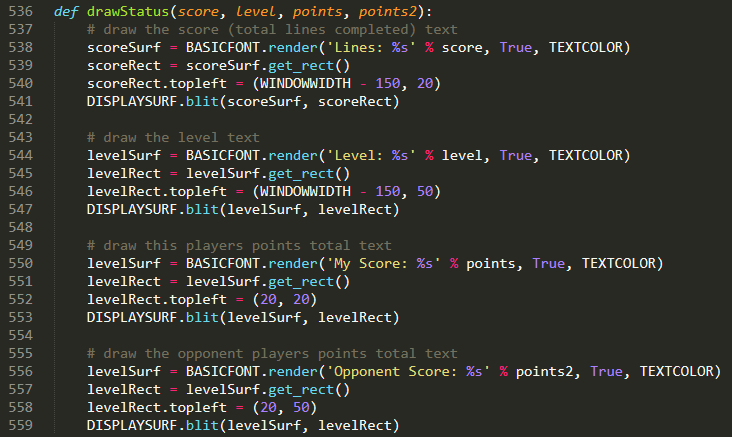 536 def drawStatus(score, level, points, points2):
537     # draw the score (total lines completed) text
538     scoreSurf = BASICFONT.render('Lines: %s' % score, True, TEXTCOLOR)
539     scoreRect = scoreSurf.get_rect()
540     scoreRect.topleft = (WINDOWWIDTH - 150, 20)
541     DISPLAYSURF.blit(scoreSurf, scoreRect)
542
543     # draw the level text
544     levelSurf = BASICFONT.render('Level: %s' % level, True, TEXTCOLOR)
545     levelRect = levelSurf.get_rect()
546     levelRect.topleft = (WINDOWWIDTH - 150, 50)
547     DISPLAYSURF.blit(levelSurf, levelRect)
548
549     # draw this players points total text
550     levelSurf = BASICFONT.render('My Score: %s' % points, True, TEXTCOLOR)
551     levelRect = levelSurf.get_rect()
552     levelRect.topleft = (20, 20)
553     DISPLAYSURF.blit(levelSurf, levelRect)
554
555     # draw the opponent players points total text
556     levelSurf = BASICFONT.render('Opponent Score: %s' % points2, True, TEXTCOLOR)
557     levelRect = levelSurf.get_rect()
558     levelRect.topleft = (20, 50)
559     DISPLAYSURF.blit(levelSurf, levelRect)